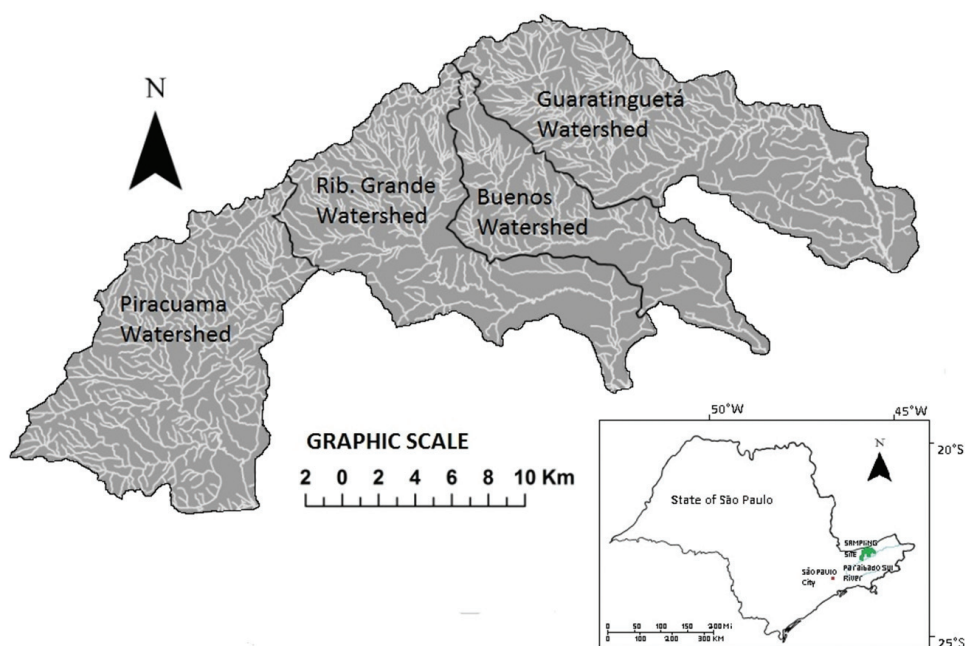 N
Guaratinguetá
Watershed
Rib. Grande
Watershed
Buenos
Watershed
Piracuama
Watershed
GRAPHIC SCALE
2 0 2 4 6 8 10 Km
50°W
45°W
20°S
N
State of São Paulo
SAMPLING
SITE
Paraibado Sul
River
São Paulo
City
0 50 100 150 200 Mi
0 100 200 300 KM
25°S